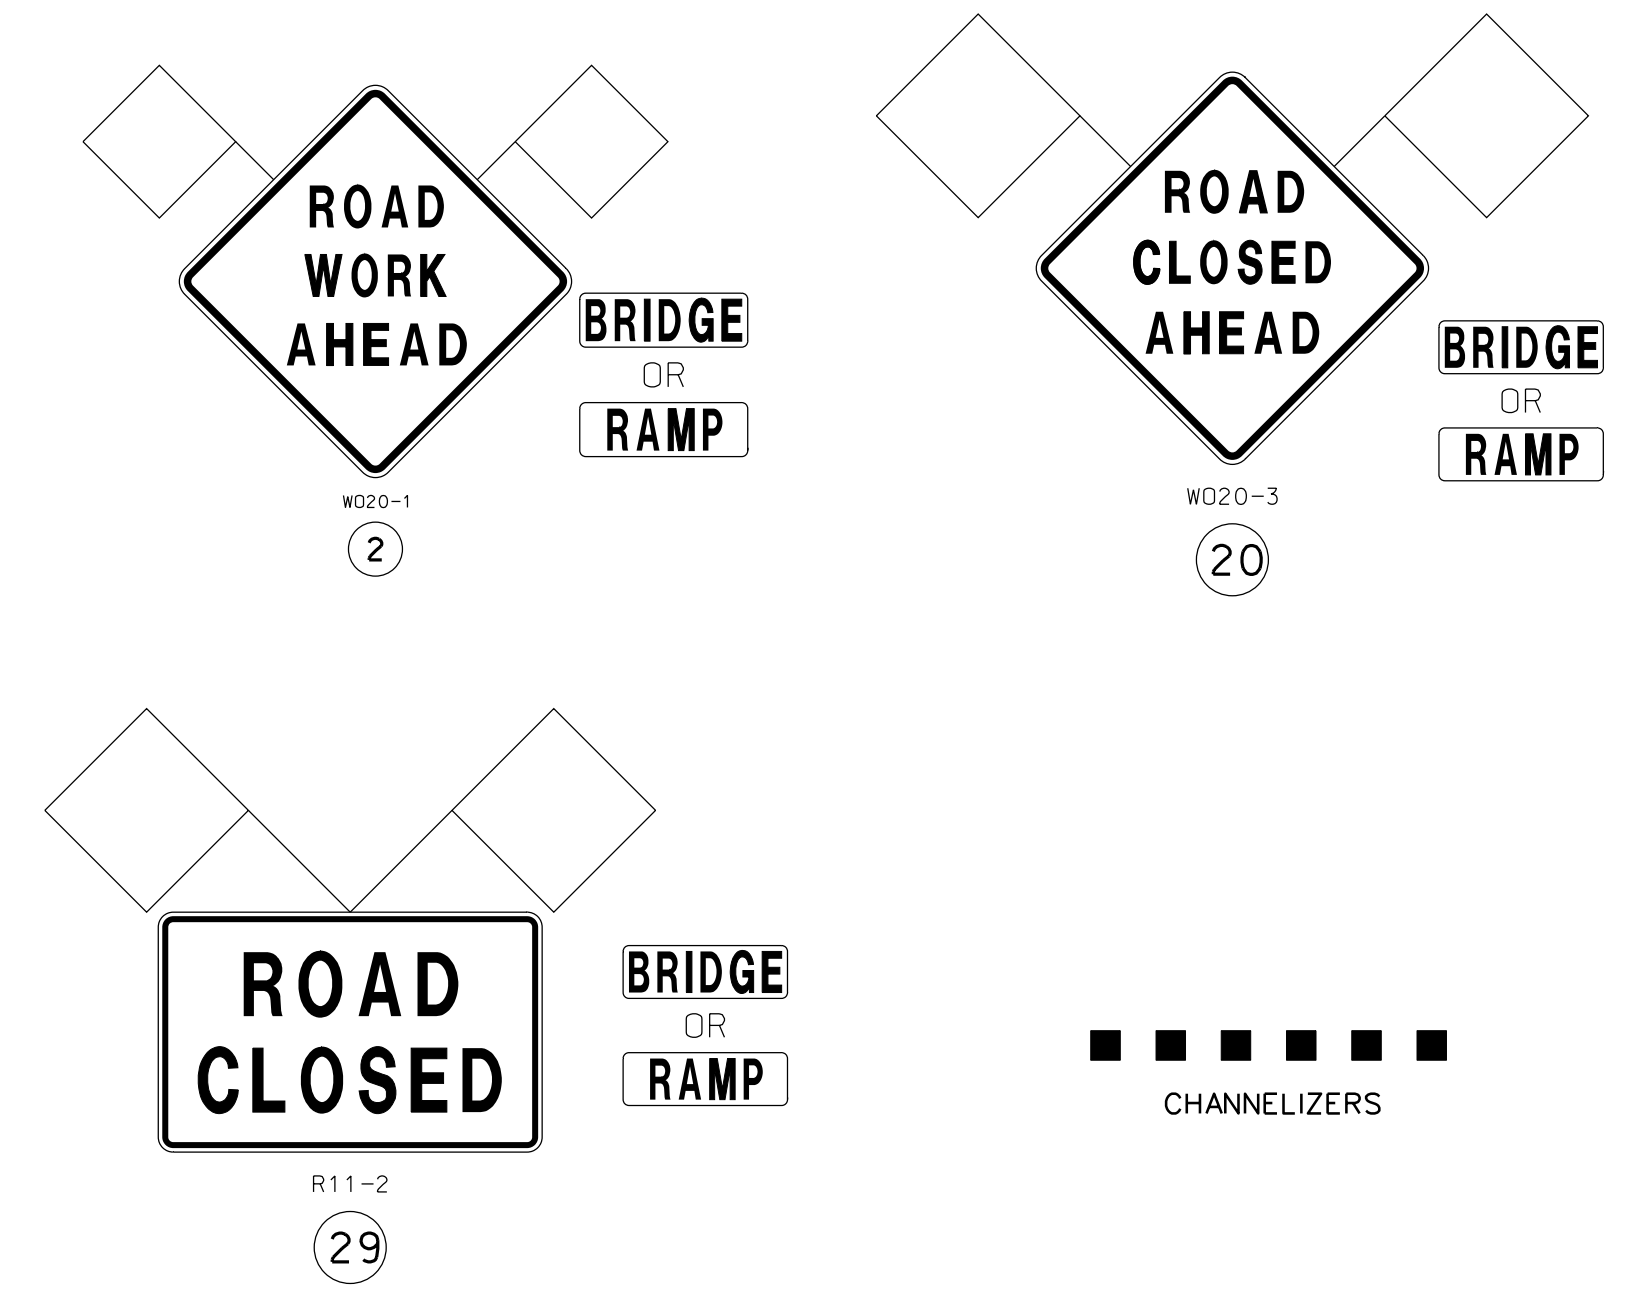 ROAD
WORK
AHEAD
BRIDGE
OR
RAMP
WO20-1
2
ROAD
CLOSED
AHEAD
BRIDGE
OR
RAMP
WO20-3
20
ROAD
CLOSED
BRIDGE
OR
RAMP
R11-2
29
CHANNELIZERS